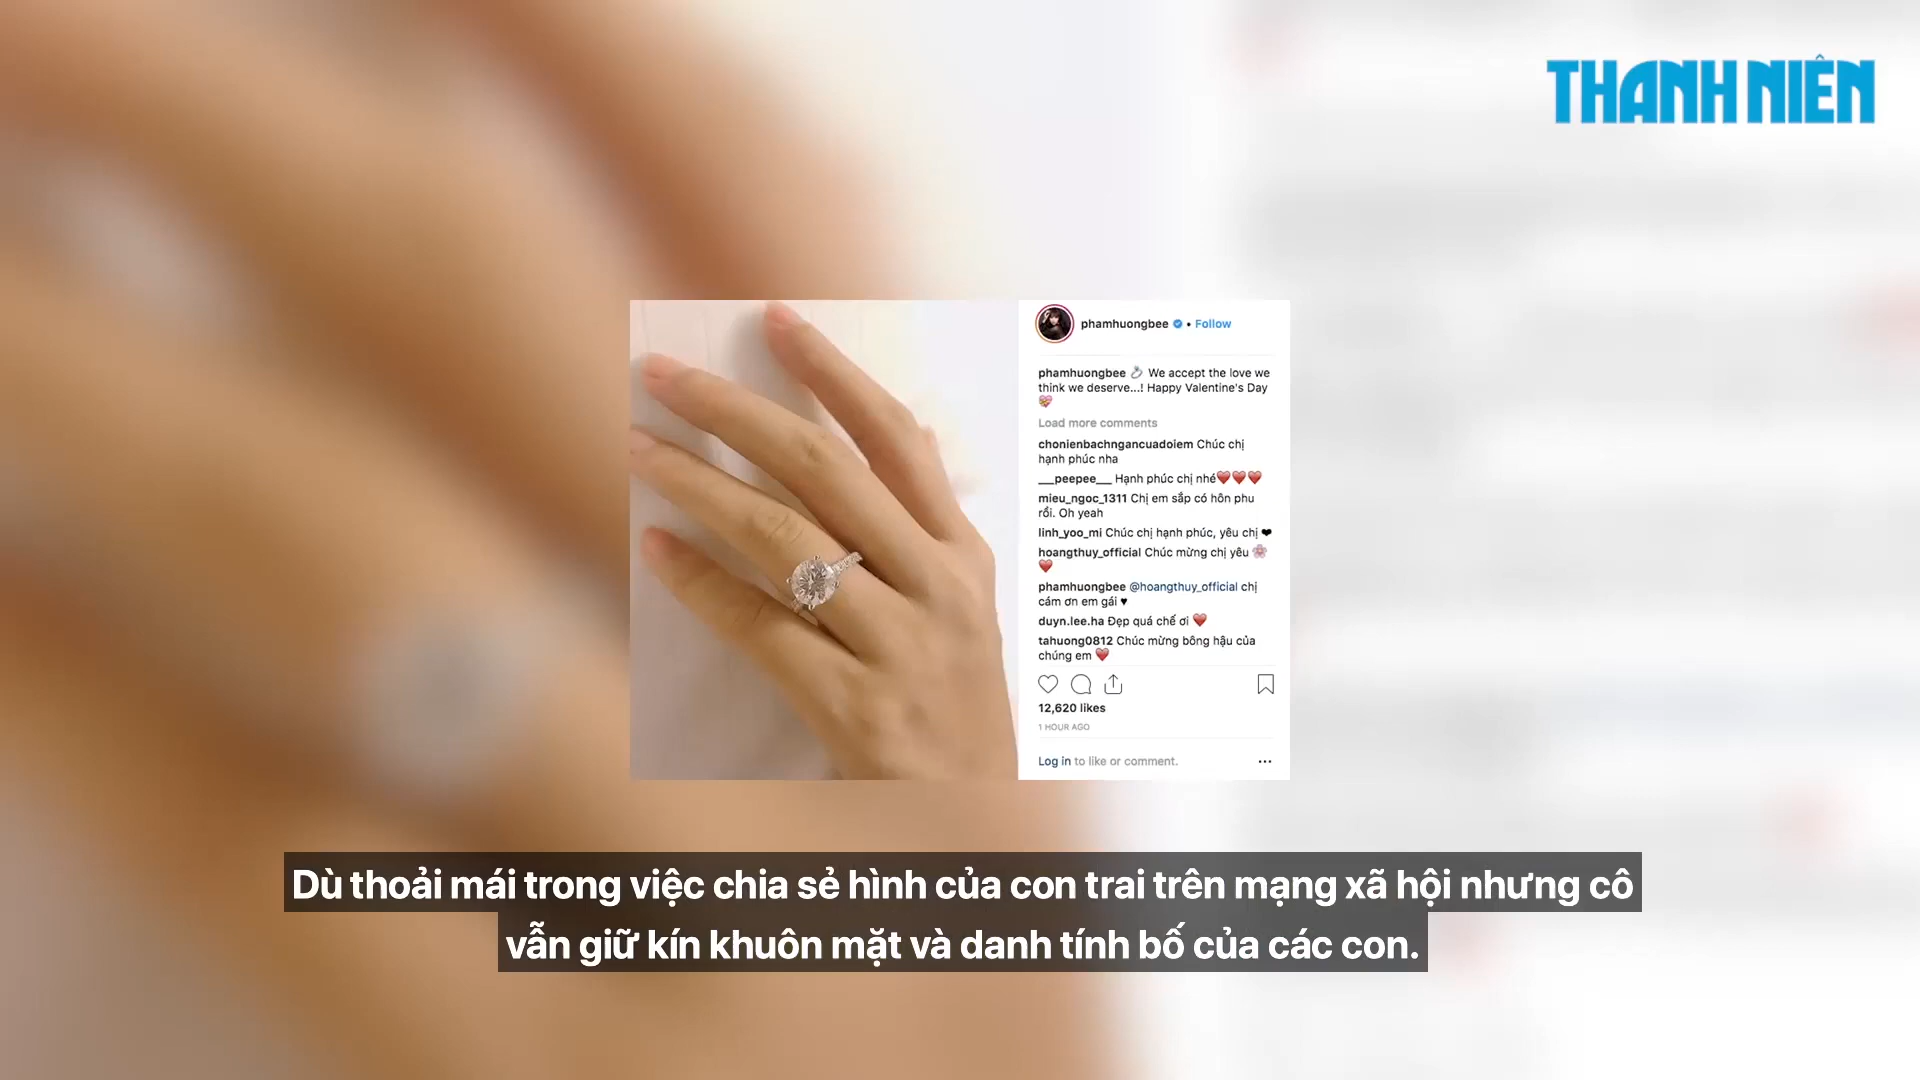 THANH NIÊN
phamhuongbee • Follow
phamhuongbee 💍 We accept the love we
think we deserve...! Happy Valentine's Day
💝
Load more comments
chonienbachngancuadoiem Chúc chị
hạnh phúc nha
___peepee___ Hạnh phúc chị nhé❤️❤️❤️
mieu_ngoc_1311 Chị em sắp có hôn phu
rồi. Oh yeah
linh_yoo_mi Chúc chị hạnh phúc, yêu chị ❤
hoangthuy_official Chúc mừng chị yêu 🌸
❤️
phamhuongbee @hoangthuy_official chị
cám ơn em gái ♥
duyn.lee.ha Đẹp quá chế ơi ❤️
tahuong0812 Chúc mừng bông hậu của
chúng em ❤️
12,620 likes
1 HOUR AGO
Log in to like or comment.
Dù thoải mái trong việc chia sẻ hình của con trai trên mạng xã hội nhưng cô
vẫn giữ kín khuôn mặt và danh tính bố của các con.